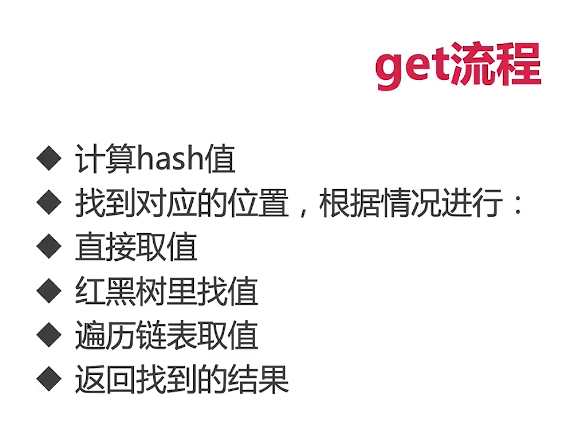 get流程
◆ 计算hash值
◆ 找到对应的位置，根据情况进行：
◆ 直接取值
◆ 红黑树里找值
◆ 遍历链表取值
◆ 返回找到的结果